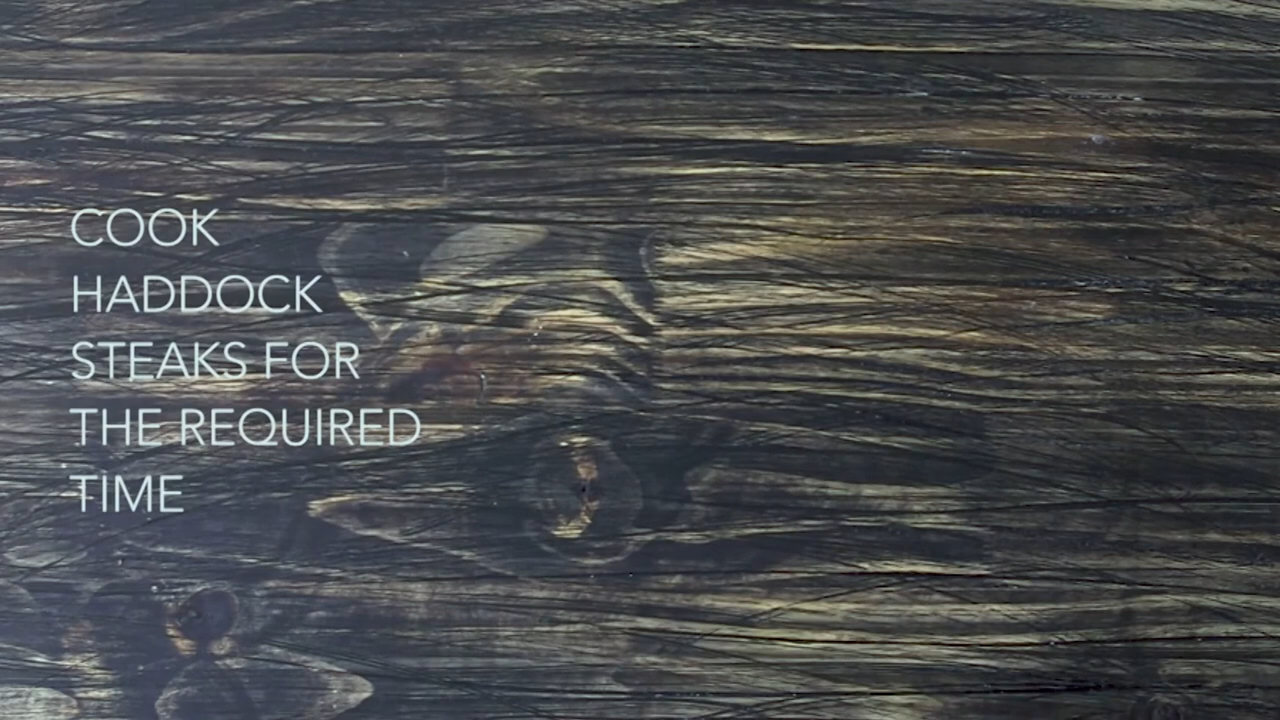 COOK
HADDOCK
STEAKS FOR
THE REQUIRED
TIME